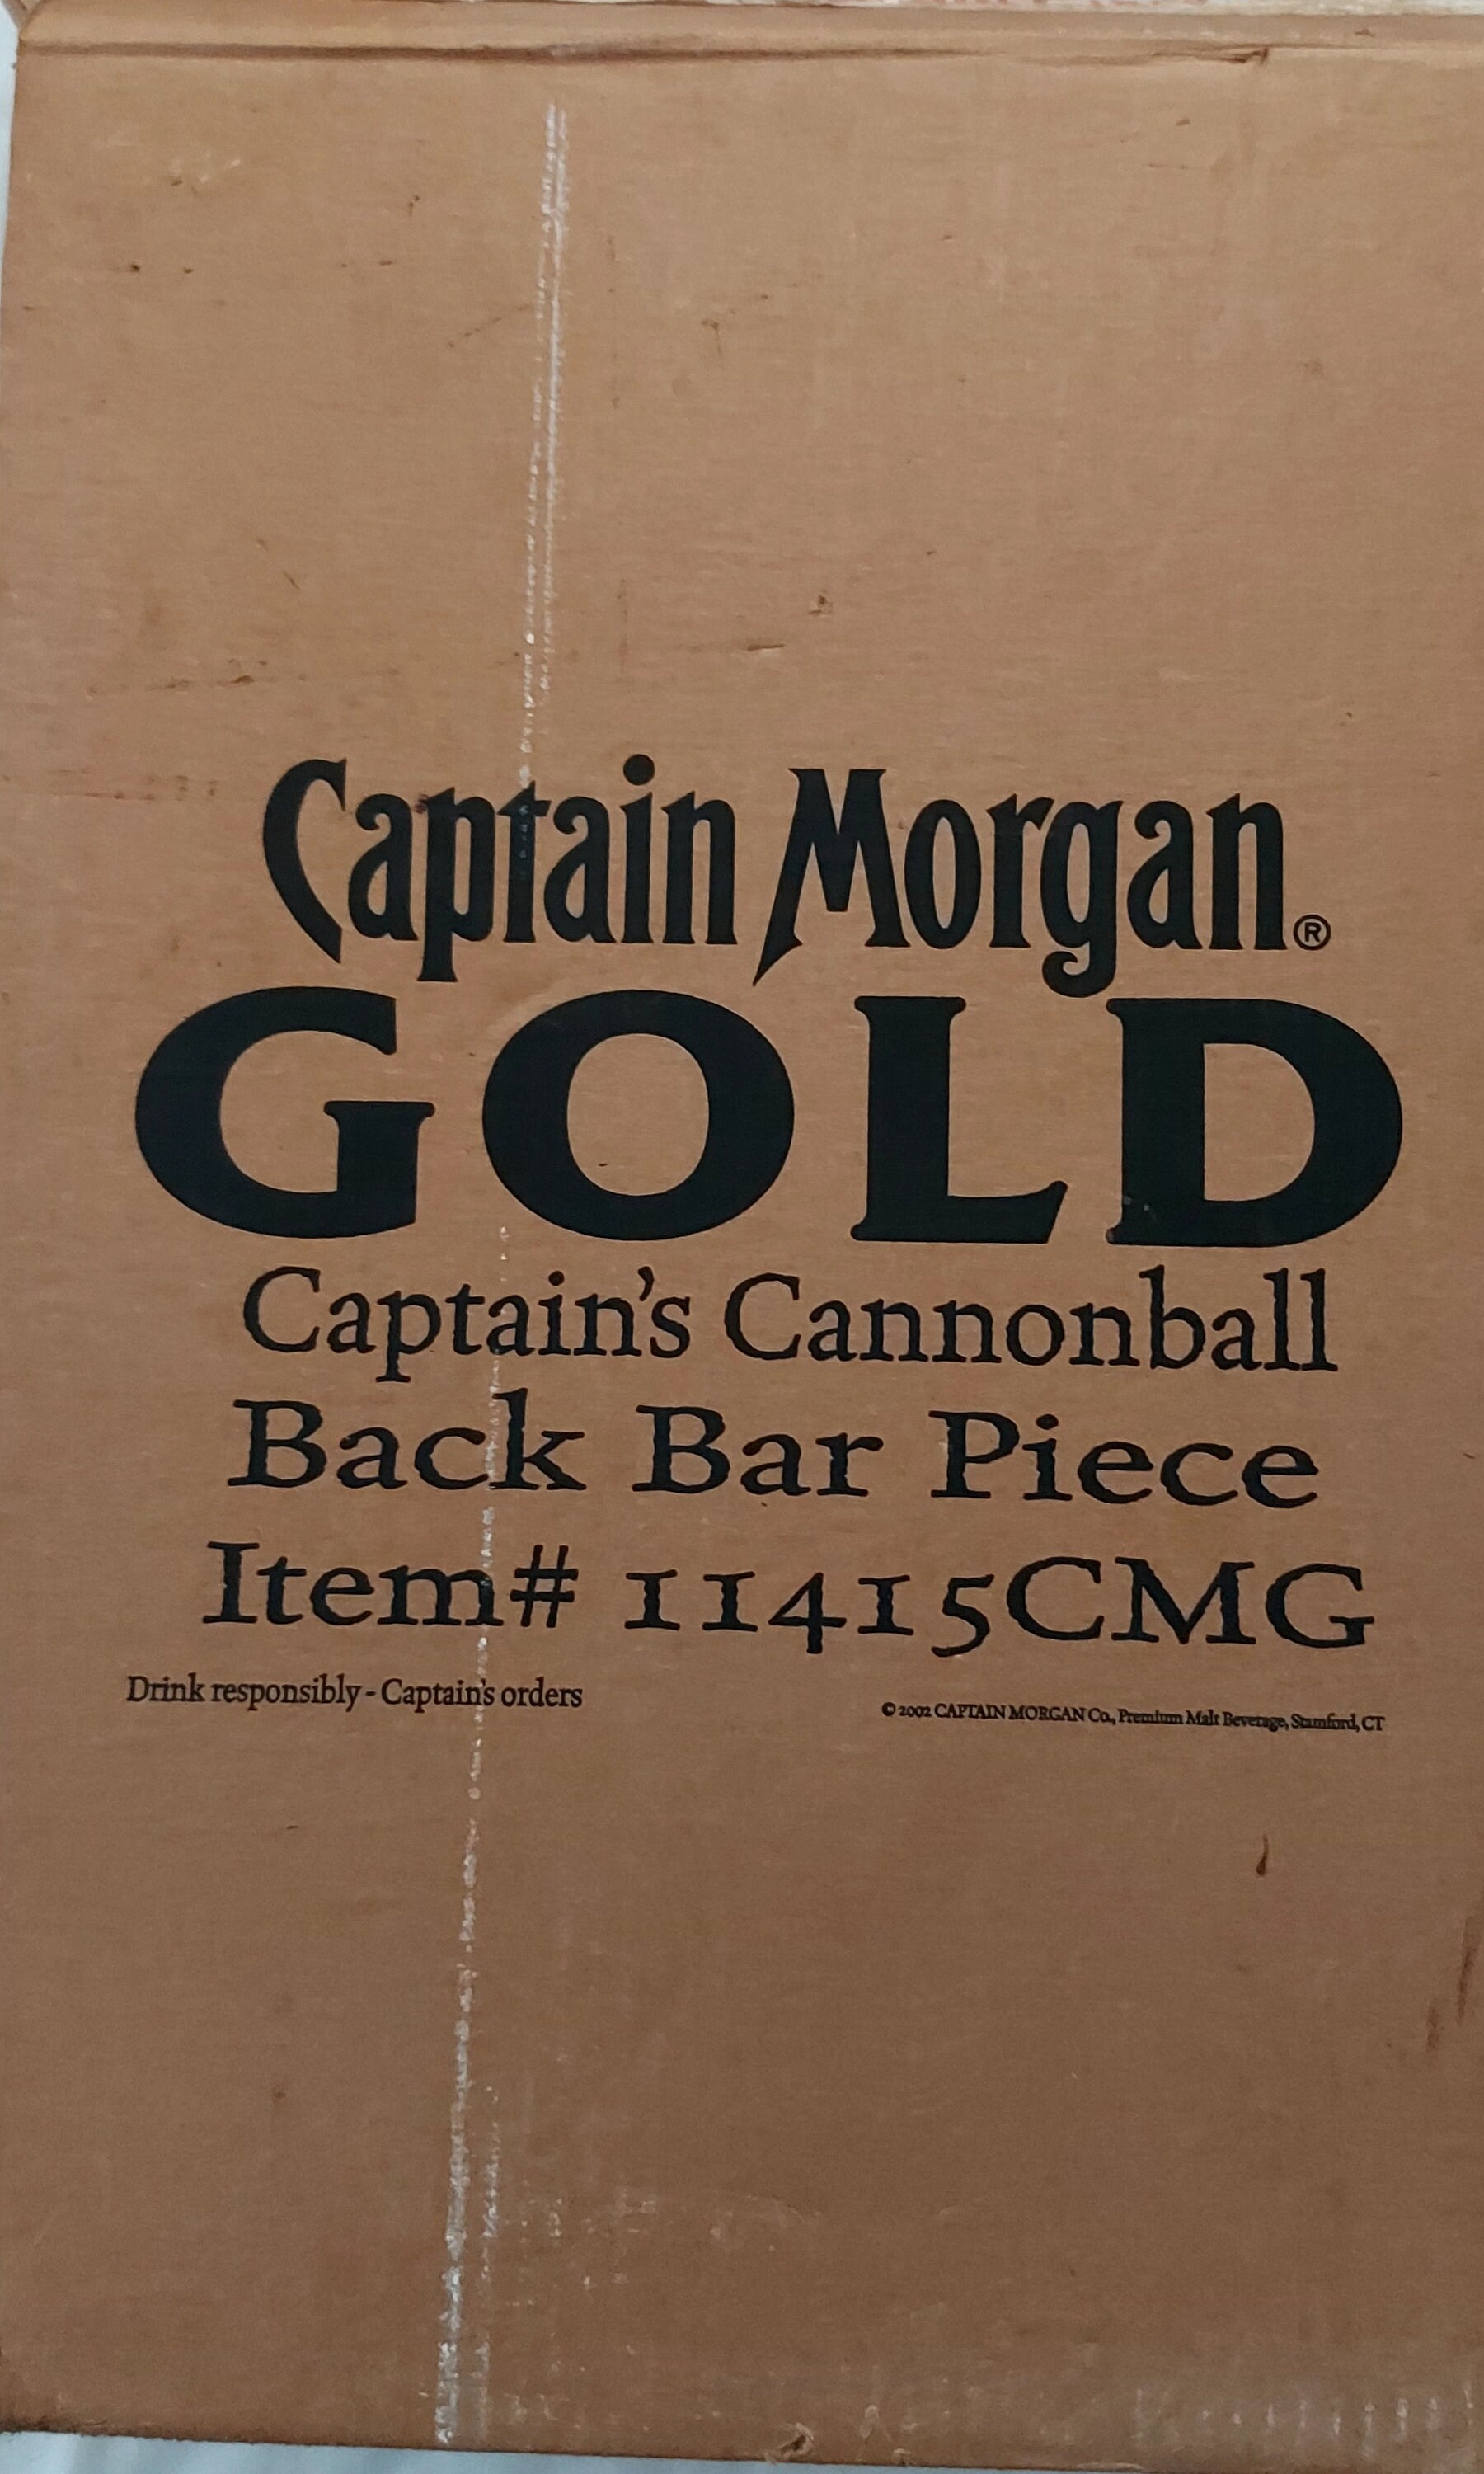 Captain Morgan®
GOLD
Captain's Cannonball
Back Bar Piece
Item# 11415CMG
Drink responsibly - Captain's orders
© 2002 CAPTAIN MORGAN Co., Premium Malt Beverage, Stamford, CT